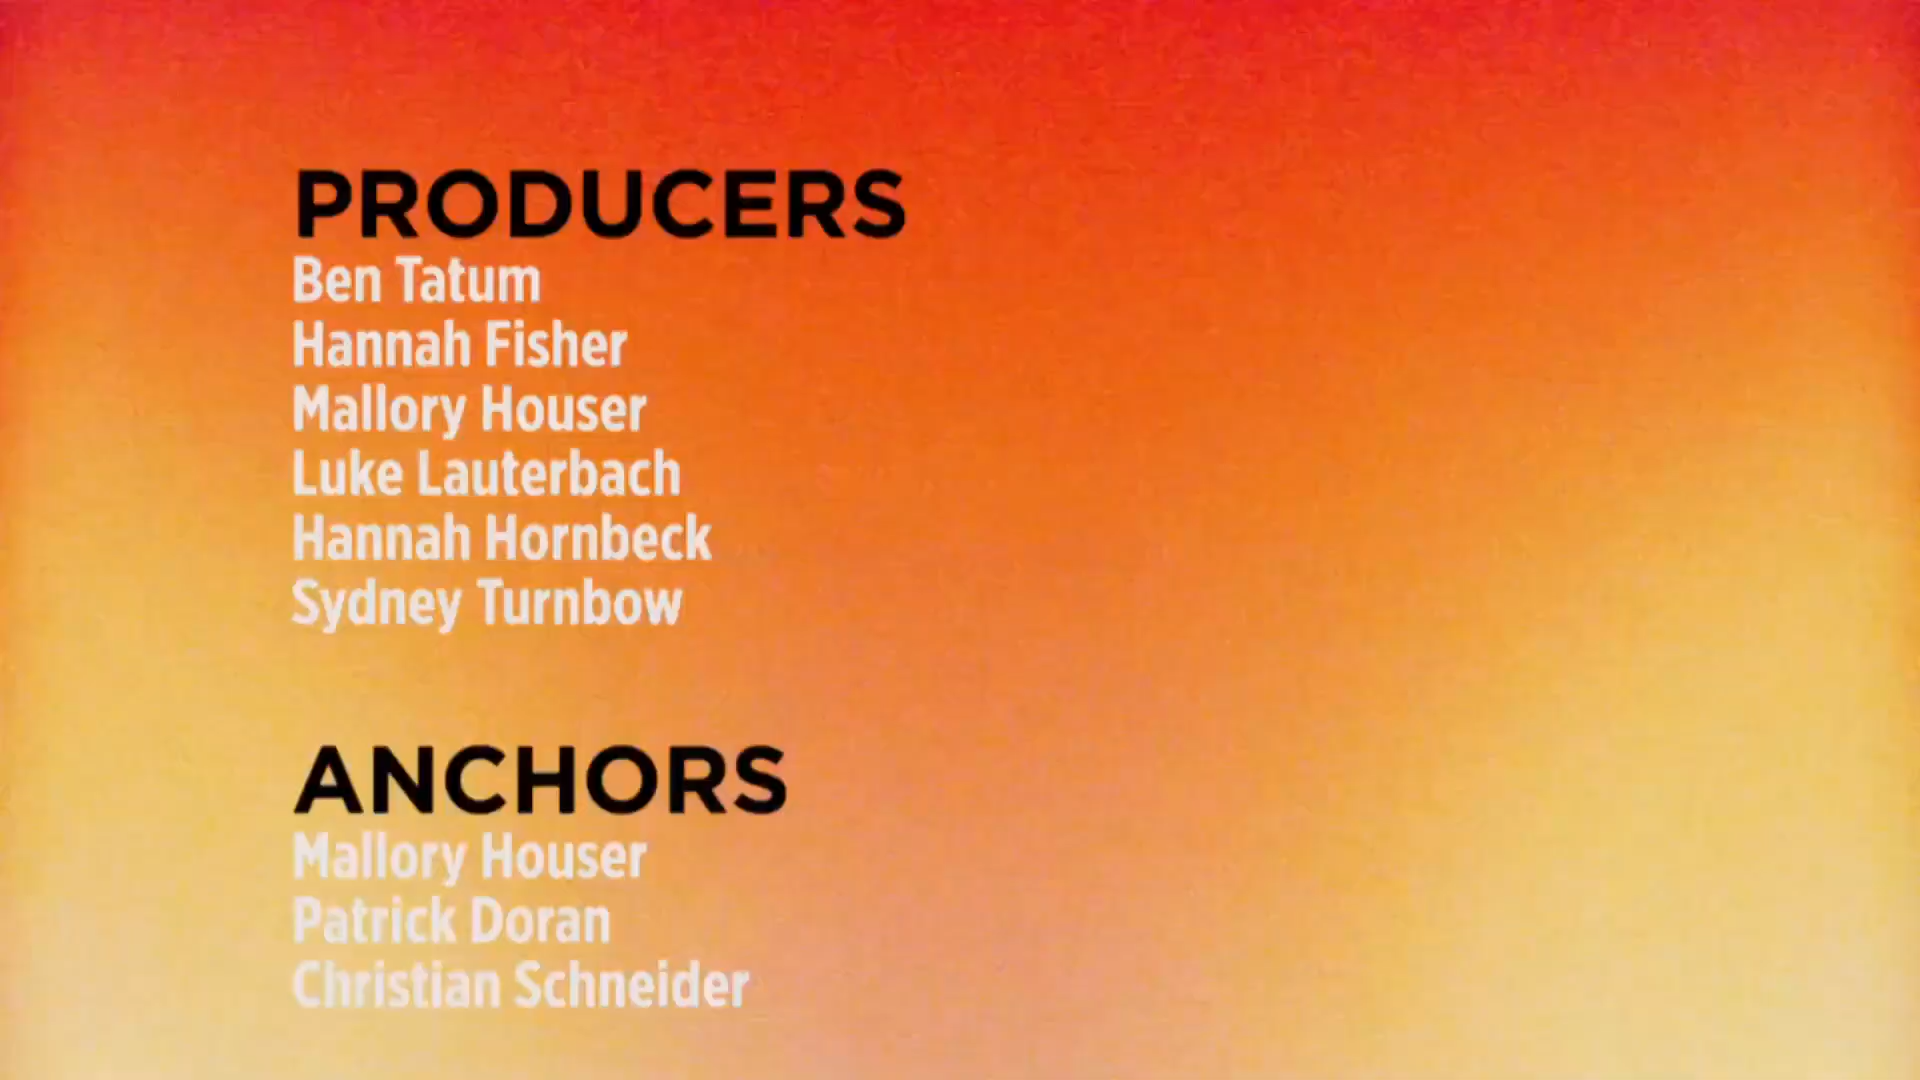 PRODUCERS
Ben Tatum
Hannah Fisher
Mallory Houser
Luke Lauterbach
Hannah Hornbeck
Sydney Turnbow
ANCHORS
Mallory Houser
Patrick Doran
Christian Schneider